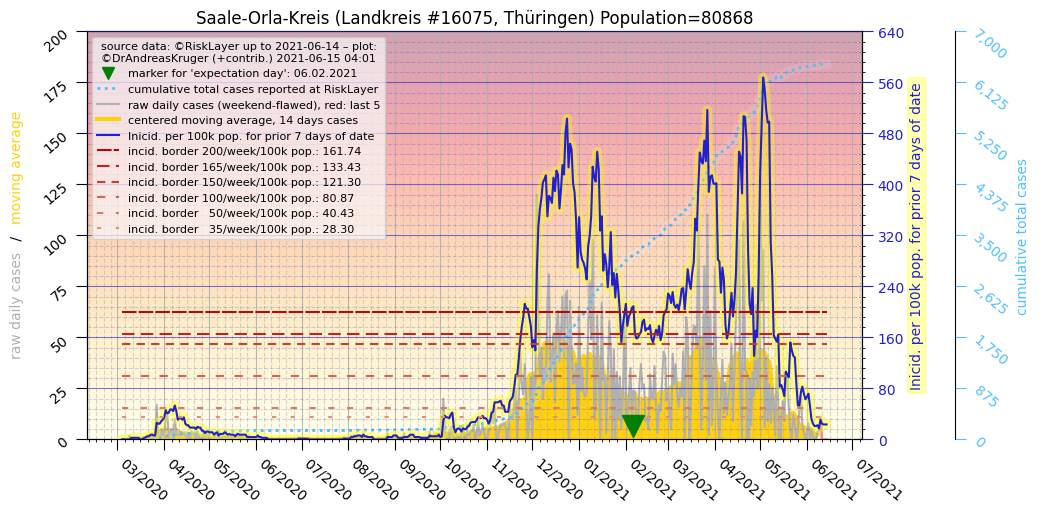 Saale-Orla-Kreis (Landkreis #16075, Thüringen) Population=80868
source data: ©RiskLayer up to 2021-06-14 – plot:
©DrAndreasKruger (+contrib.) 2021-06-15 04:01
marker for 'expectation day': 06.02.2021
cumulative total cases reported at RiskLayer
raw daily cases (weekend-flawed), red: last 5
centered moving average, 14 days cases
Inicid. per 100k pop. for prior 7 days of date
incid. border 200/week/100k pop.: 161.74
incid. border 165/week/100k pop.: 133.43
incid. border 150/week/100k pop.: 121.30
incid. border 100/week/100k pop.: 80.87
incid. border   50/week/100k pop.: 40.43
incid. border   35/week/100k pop.: 28.30
raw daily cases   /   moving average
200
175
150
125
100
75
50
25
0
640
560
480
400
320
240
160
80
0
Inicid. per 100k pop. for prior 7 days of date
7,000
6,125
5,250
4,375
3,500
2,625
1,750
875
0
cumulative total cases
03/2020
04/2020
05/2020
06/2020
07/2020
08/2020
09/2020
10/2020
11/2020
12/2020
01/2021
02/2021
03/2021
04/2021
05/2021
06/2021
07/2021